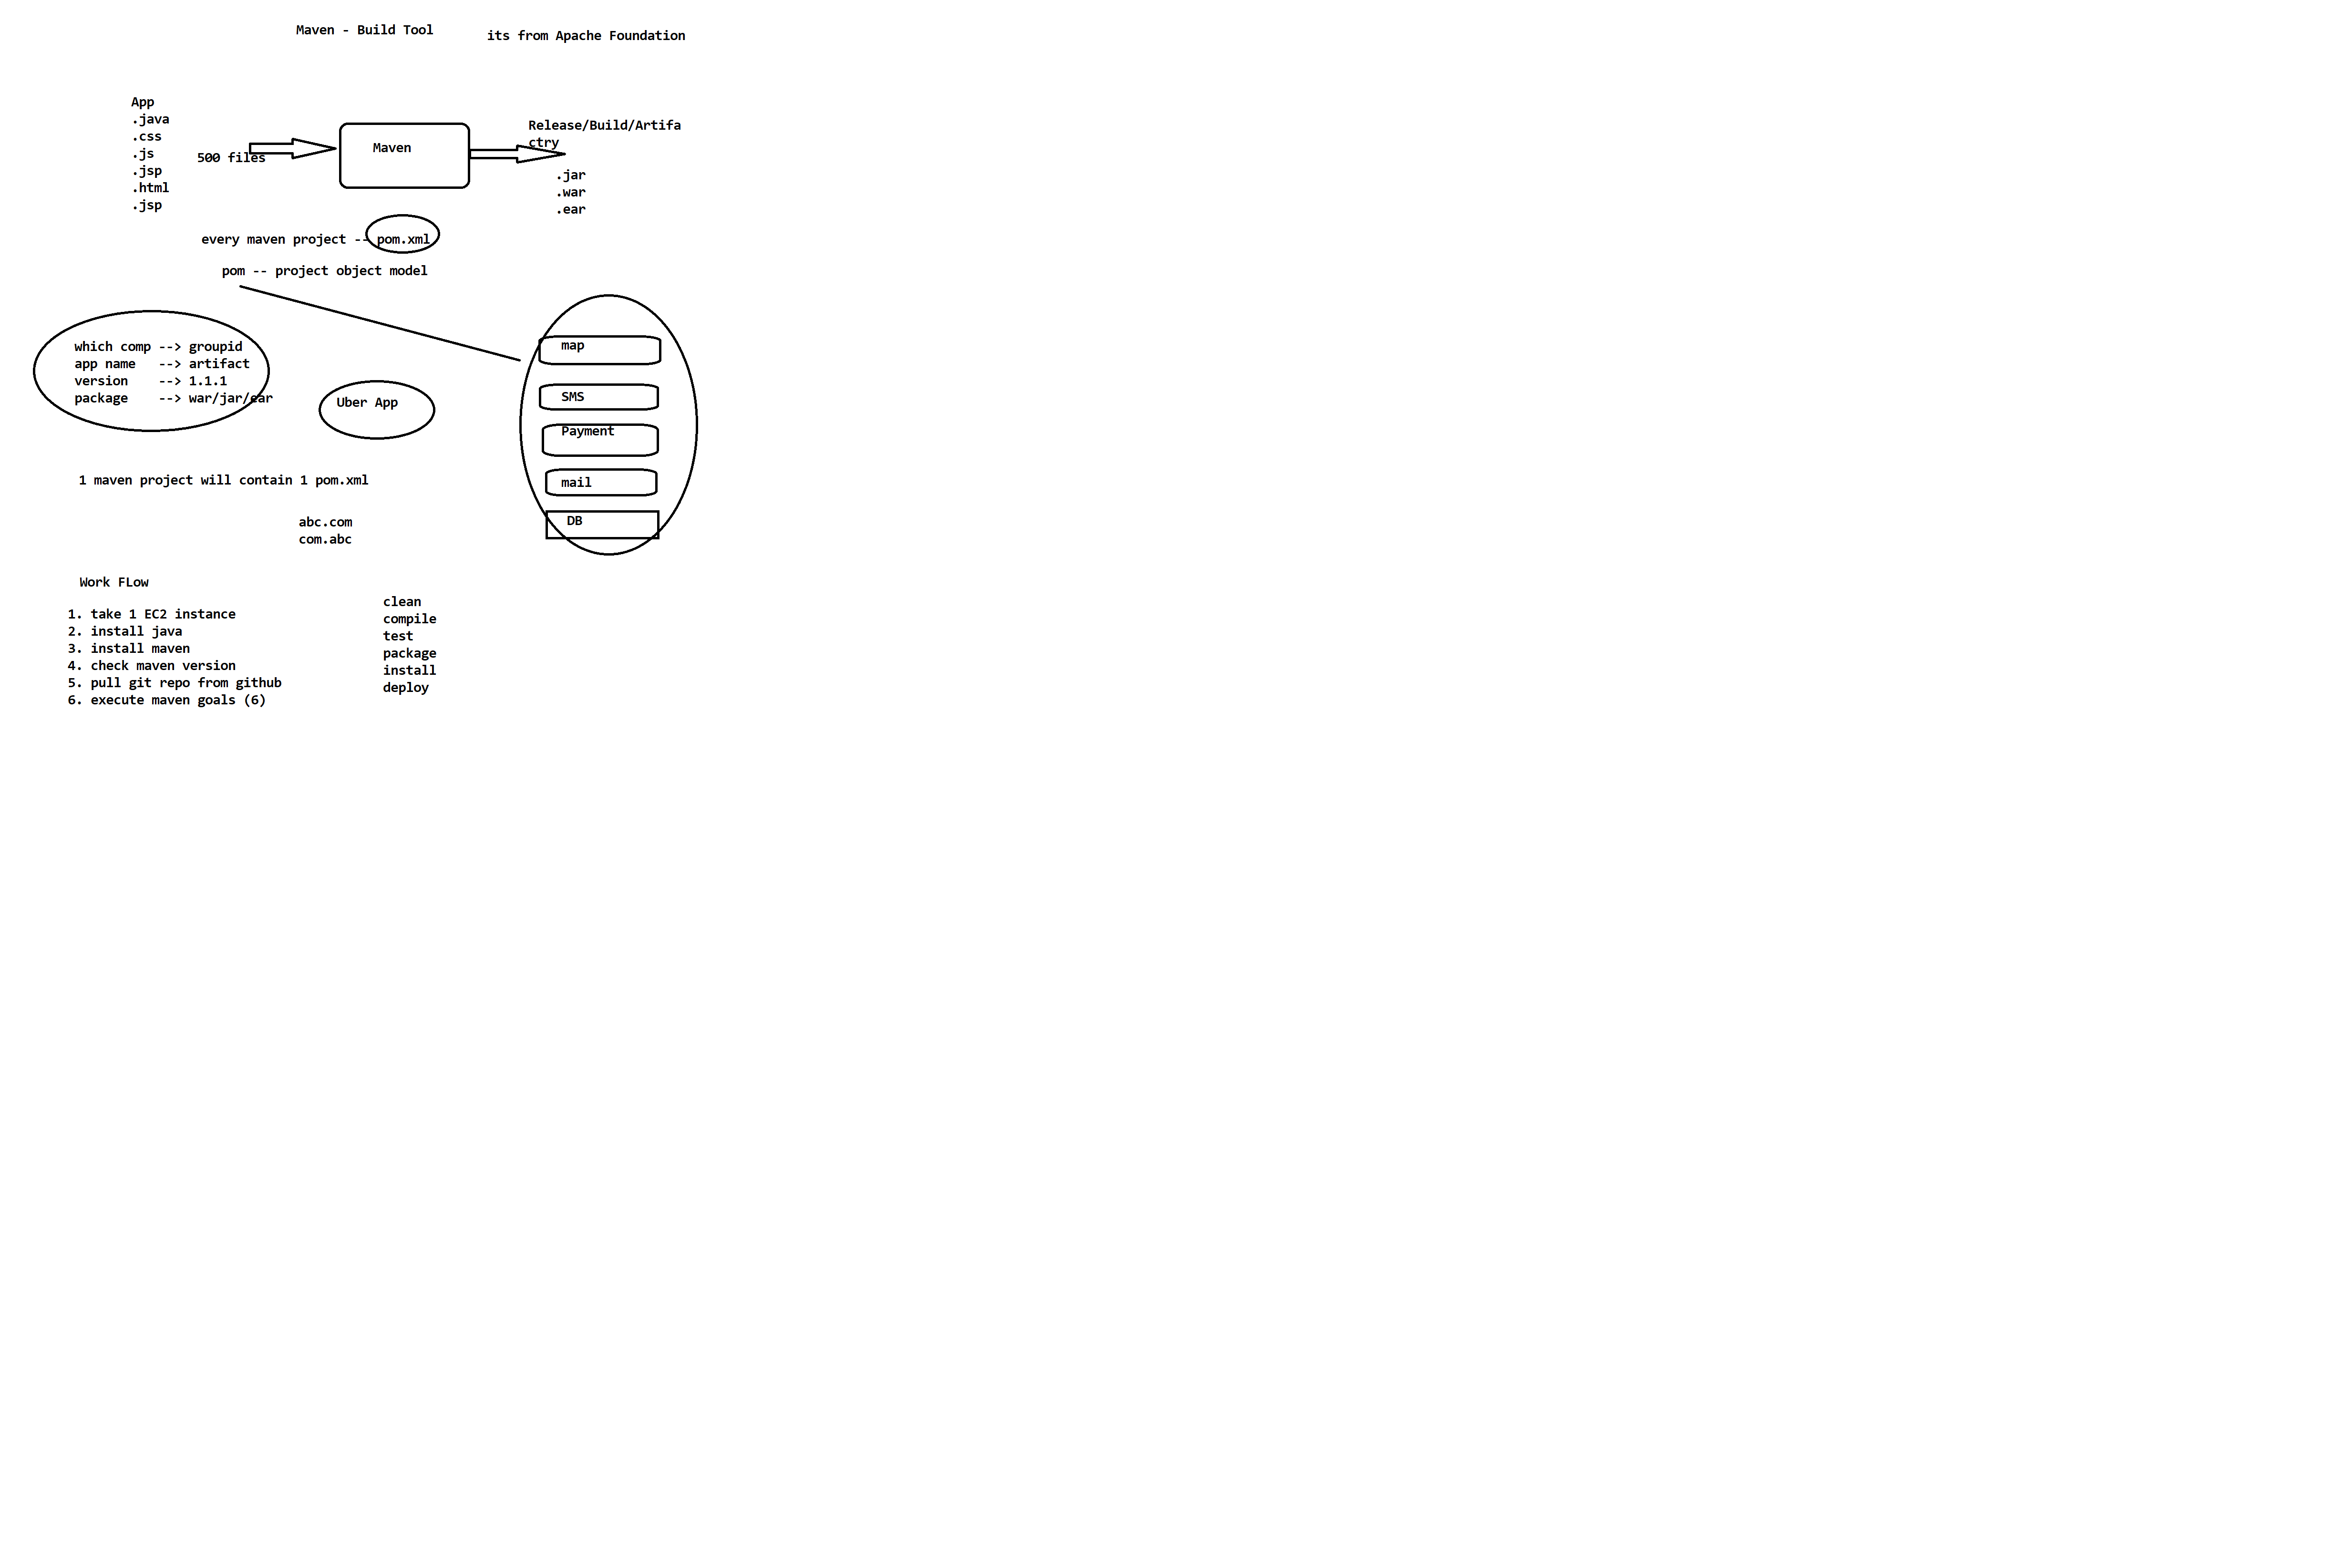 Maven - Build Tool
its from Apache Foundation
App
.java
.css
.js
.jsp
.html
.jsp
500 files
Maven
Release/Build/Artifa
ctry
.jar
.war
.ear
every maven project -- pom.xml
pom -- project object model
which comp --> groupid
app name --> artifact
version --> 1.1.1
package --> war/jar/ear
Uber App
map
SMS
Payment
mail
DB
1 maven project will contain 1 pom.xml
abc.com
com.abc
Work FLow
1. take 1 EC2 instance
2. install java
3. install maven
4. check maven version
5. pull git repo from github
6. execute maven goals (6)
clean
compile
test
package
install
deploy